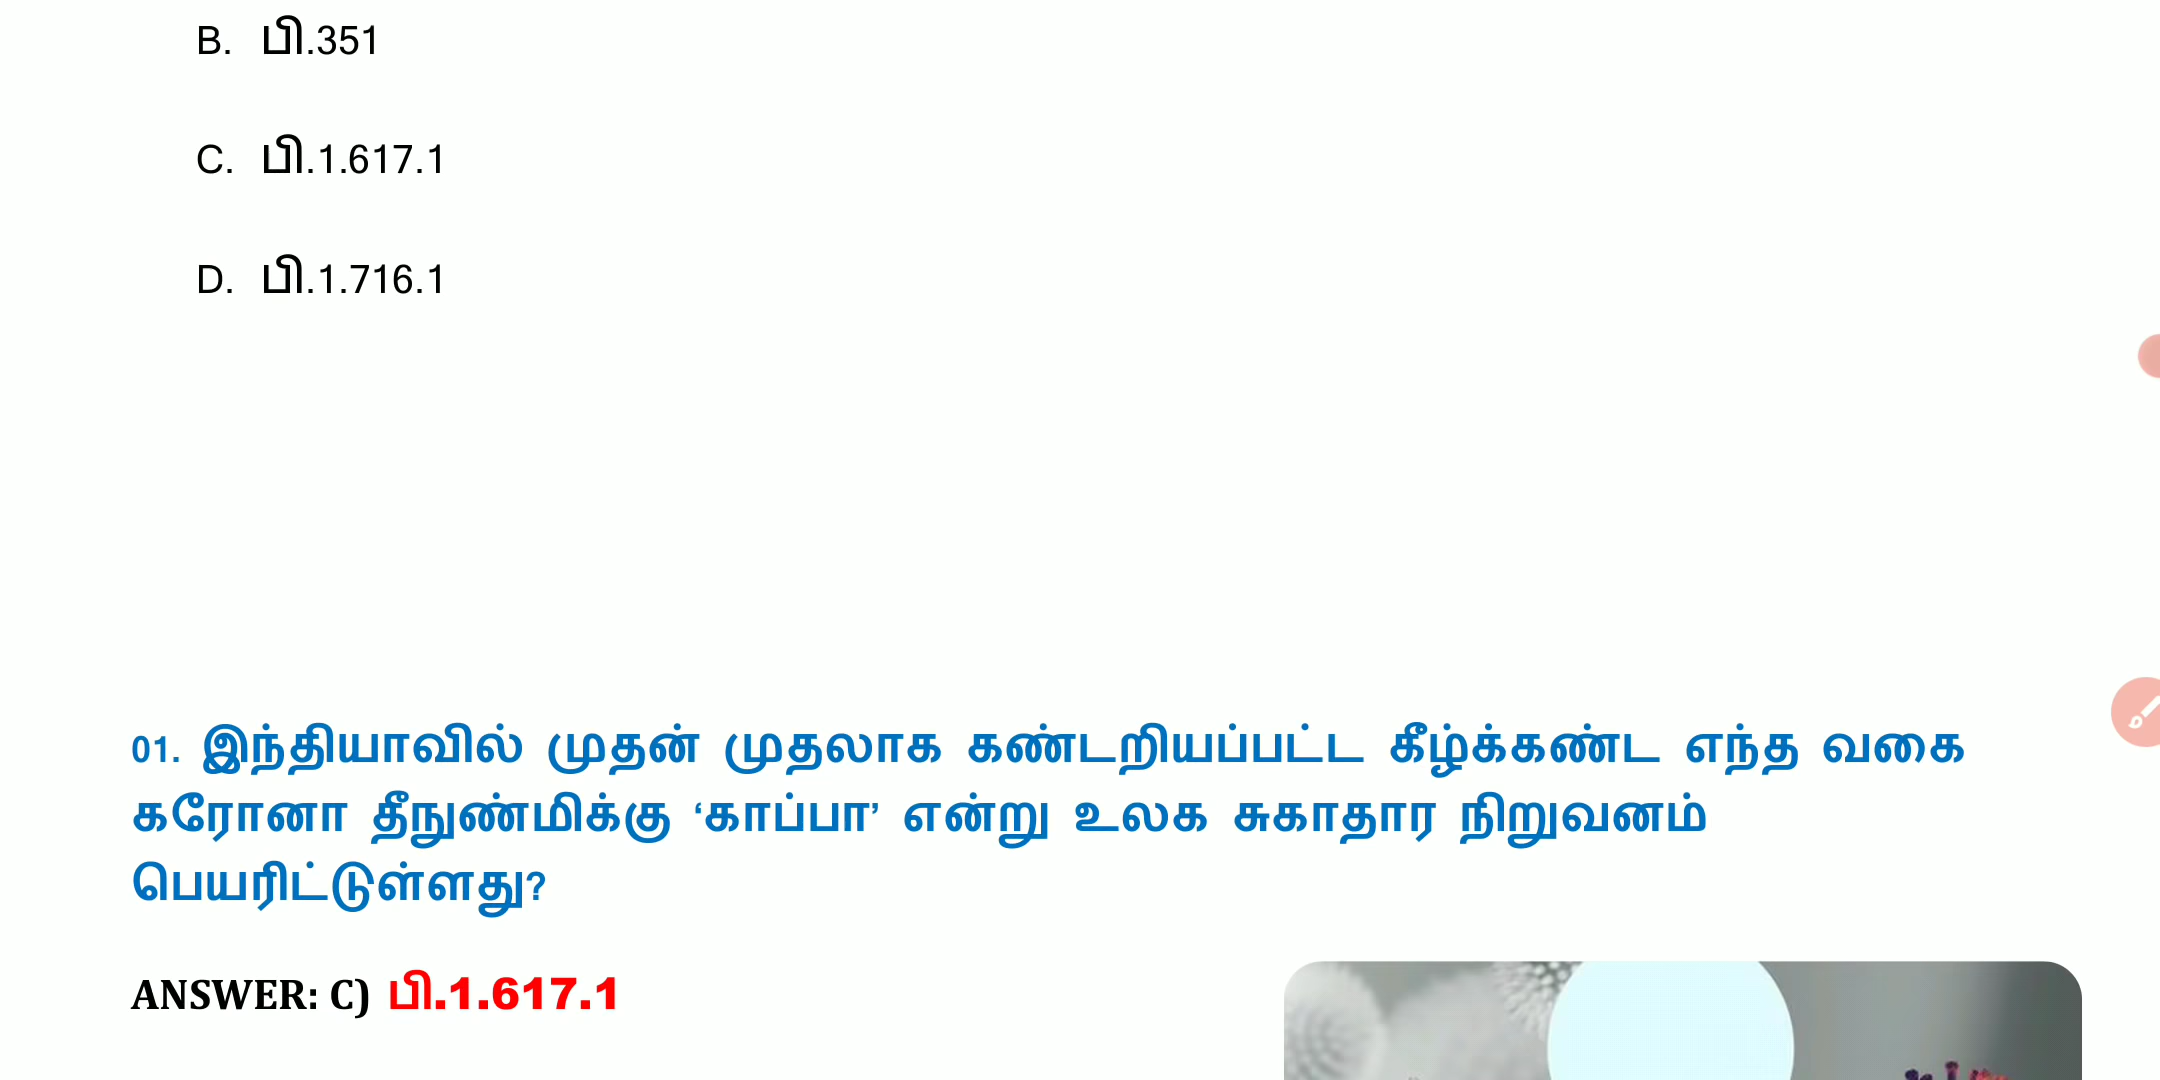 B. பி.351
C. பி.1.617.1
D. பி.1.716.1
01. இந்தியாவில் முதன் முதலாக கண்டறியப்பட்ட கீழ்க்கண்ட எந்த வகை
கரோனா தீநுண்மிக்கு ‘காப்பா’ என்று உலக சுகாதார நிறுவனம்
பெயரிட்டுள்ளது?
ANSWER: C) பி.1.617.1